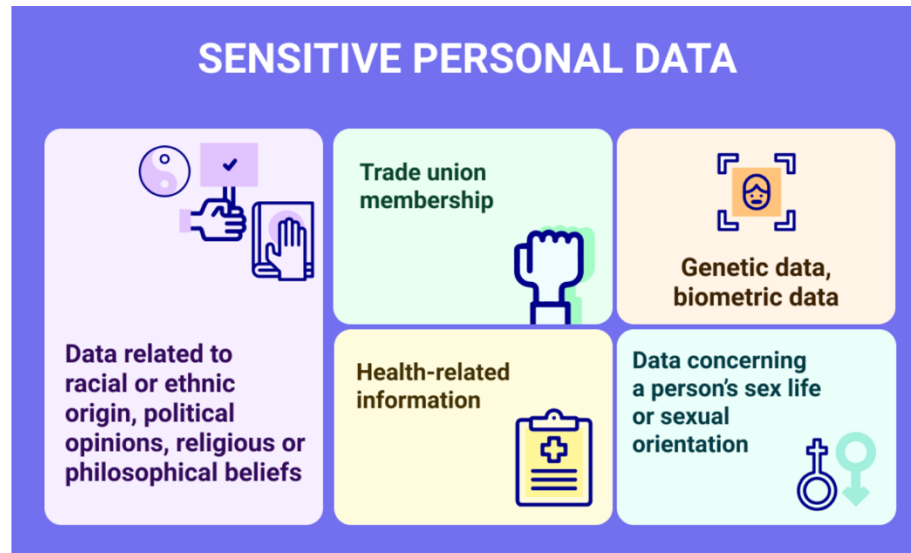 SENSITIVE PERSONAL DATA
Data related to
racial or ethnic
origin, political
opinions, religious or
philosophical beliefs
Trade union
membership
Genetic data,
biometric data
Health-related
information
Data concerning
a person's sex life
or sexual
orientation